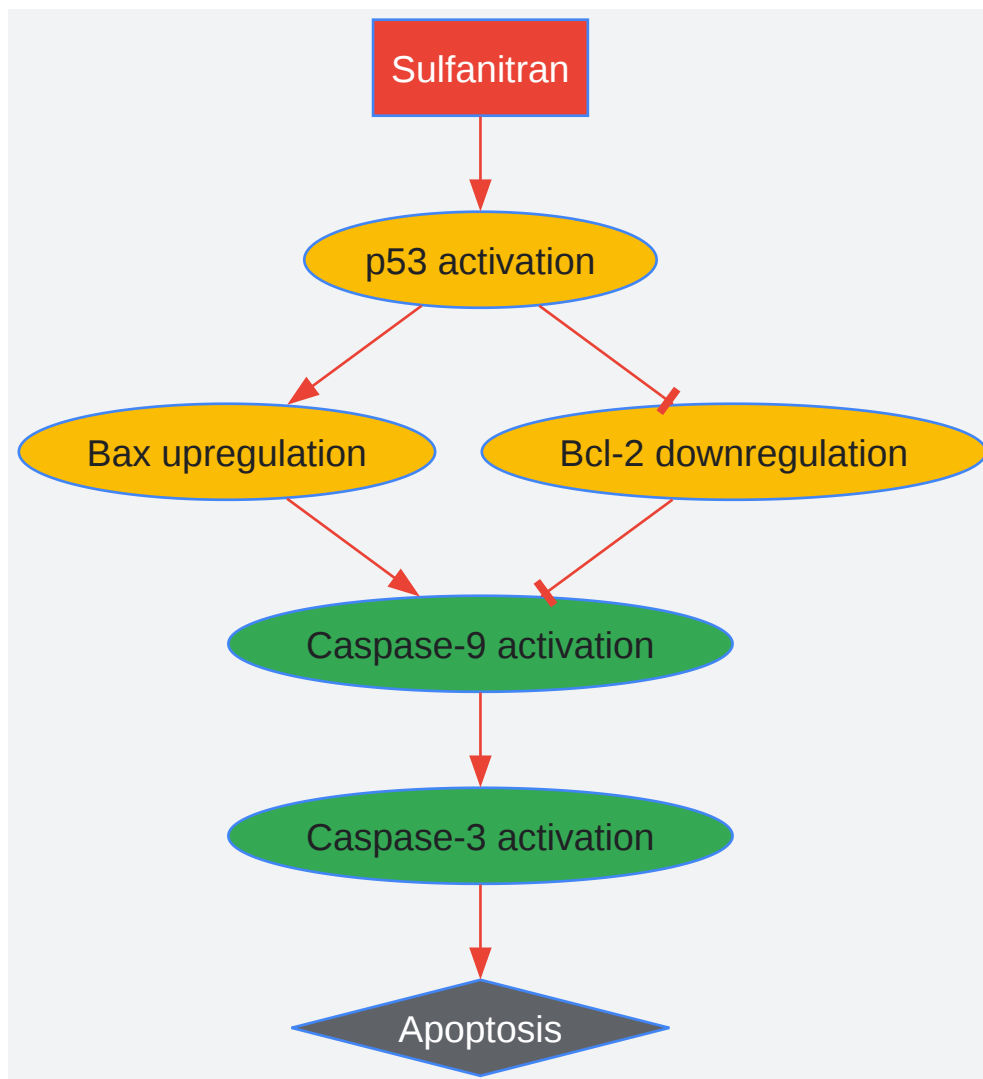 Sulfanitran
p53 activation
Bax upregulation
Bcl-2 downregulation
Caspase-9 activation
Caspase-3 activation
Apoptosis